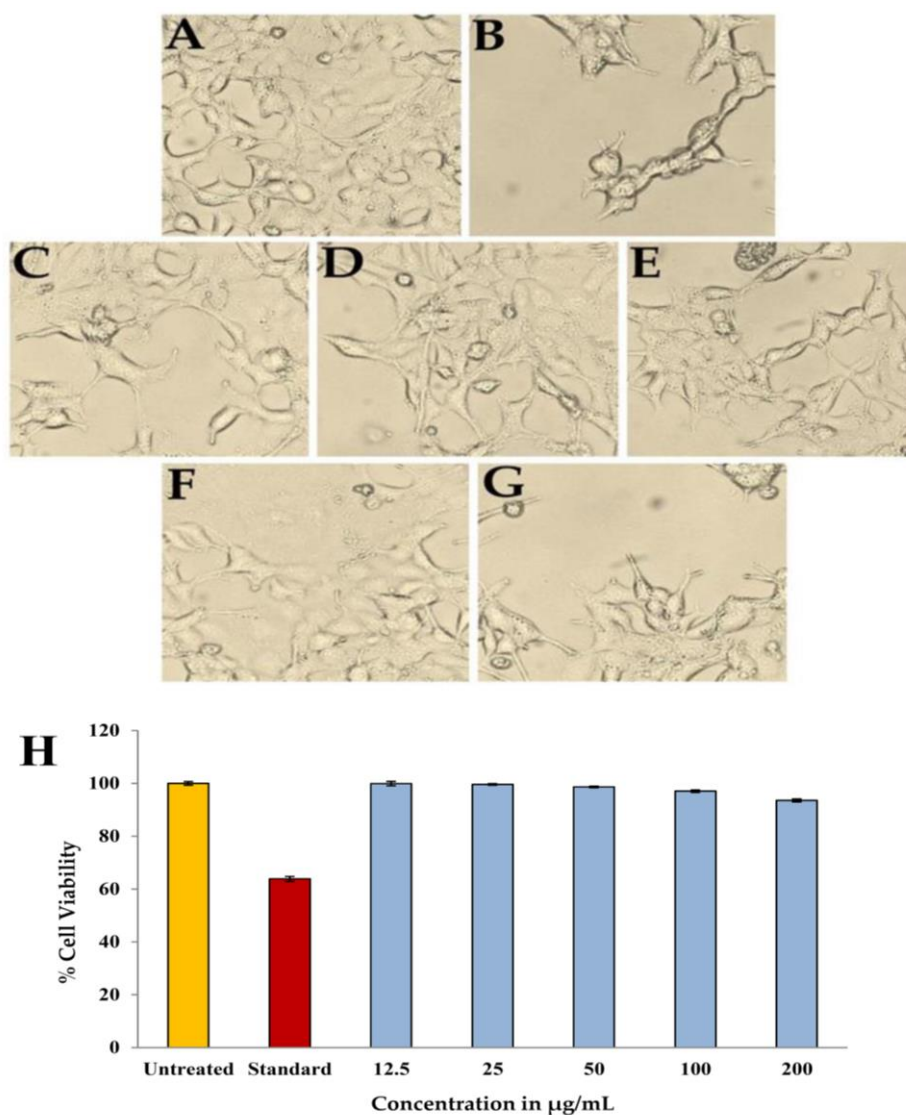 A
B
C
D
E
F
G
H
120
100
80
60
40
20
0
% Cell Viability
Untreated Standard 12.5 25 50 100 200
Concentration in µg/mL